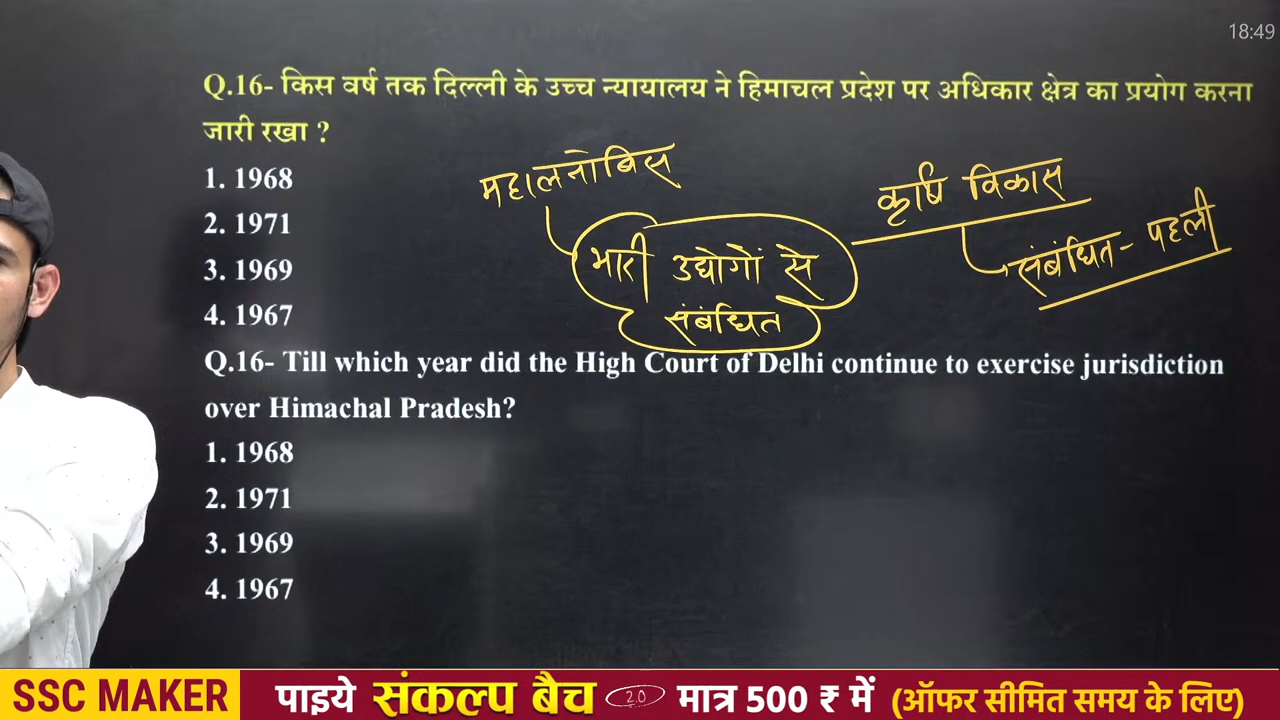 18:49
Q.16- किस वर्ष तक दिल्ली के उच्च न्यायालय ने हिमाचल प्रदेश पर अधिकार क्षेत्र का प्रयोग करना
जारी रखा ?
1. 1968
2. 1971
3. 1969
4. 1967
महालनोबिस
भारी उद्योगों से
संबंधित
कृषि विकास
संबंधित - पहली
Q.16- Till which year did the High Court of Delhi continue to exercise jurisdiction
over Himachal Pradesh?
1. 1968
2. 1971
3. 1969
4. 1967
SSC MAKER पाइये संकल्प बैच 2.0 मात्र 500 ₹ में (ऑफर सीमित समय के लिए)